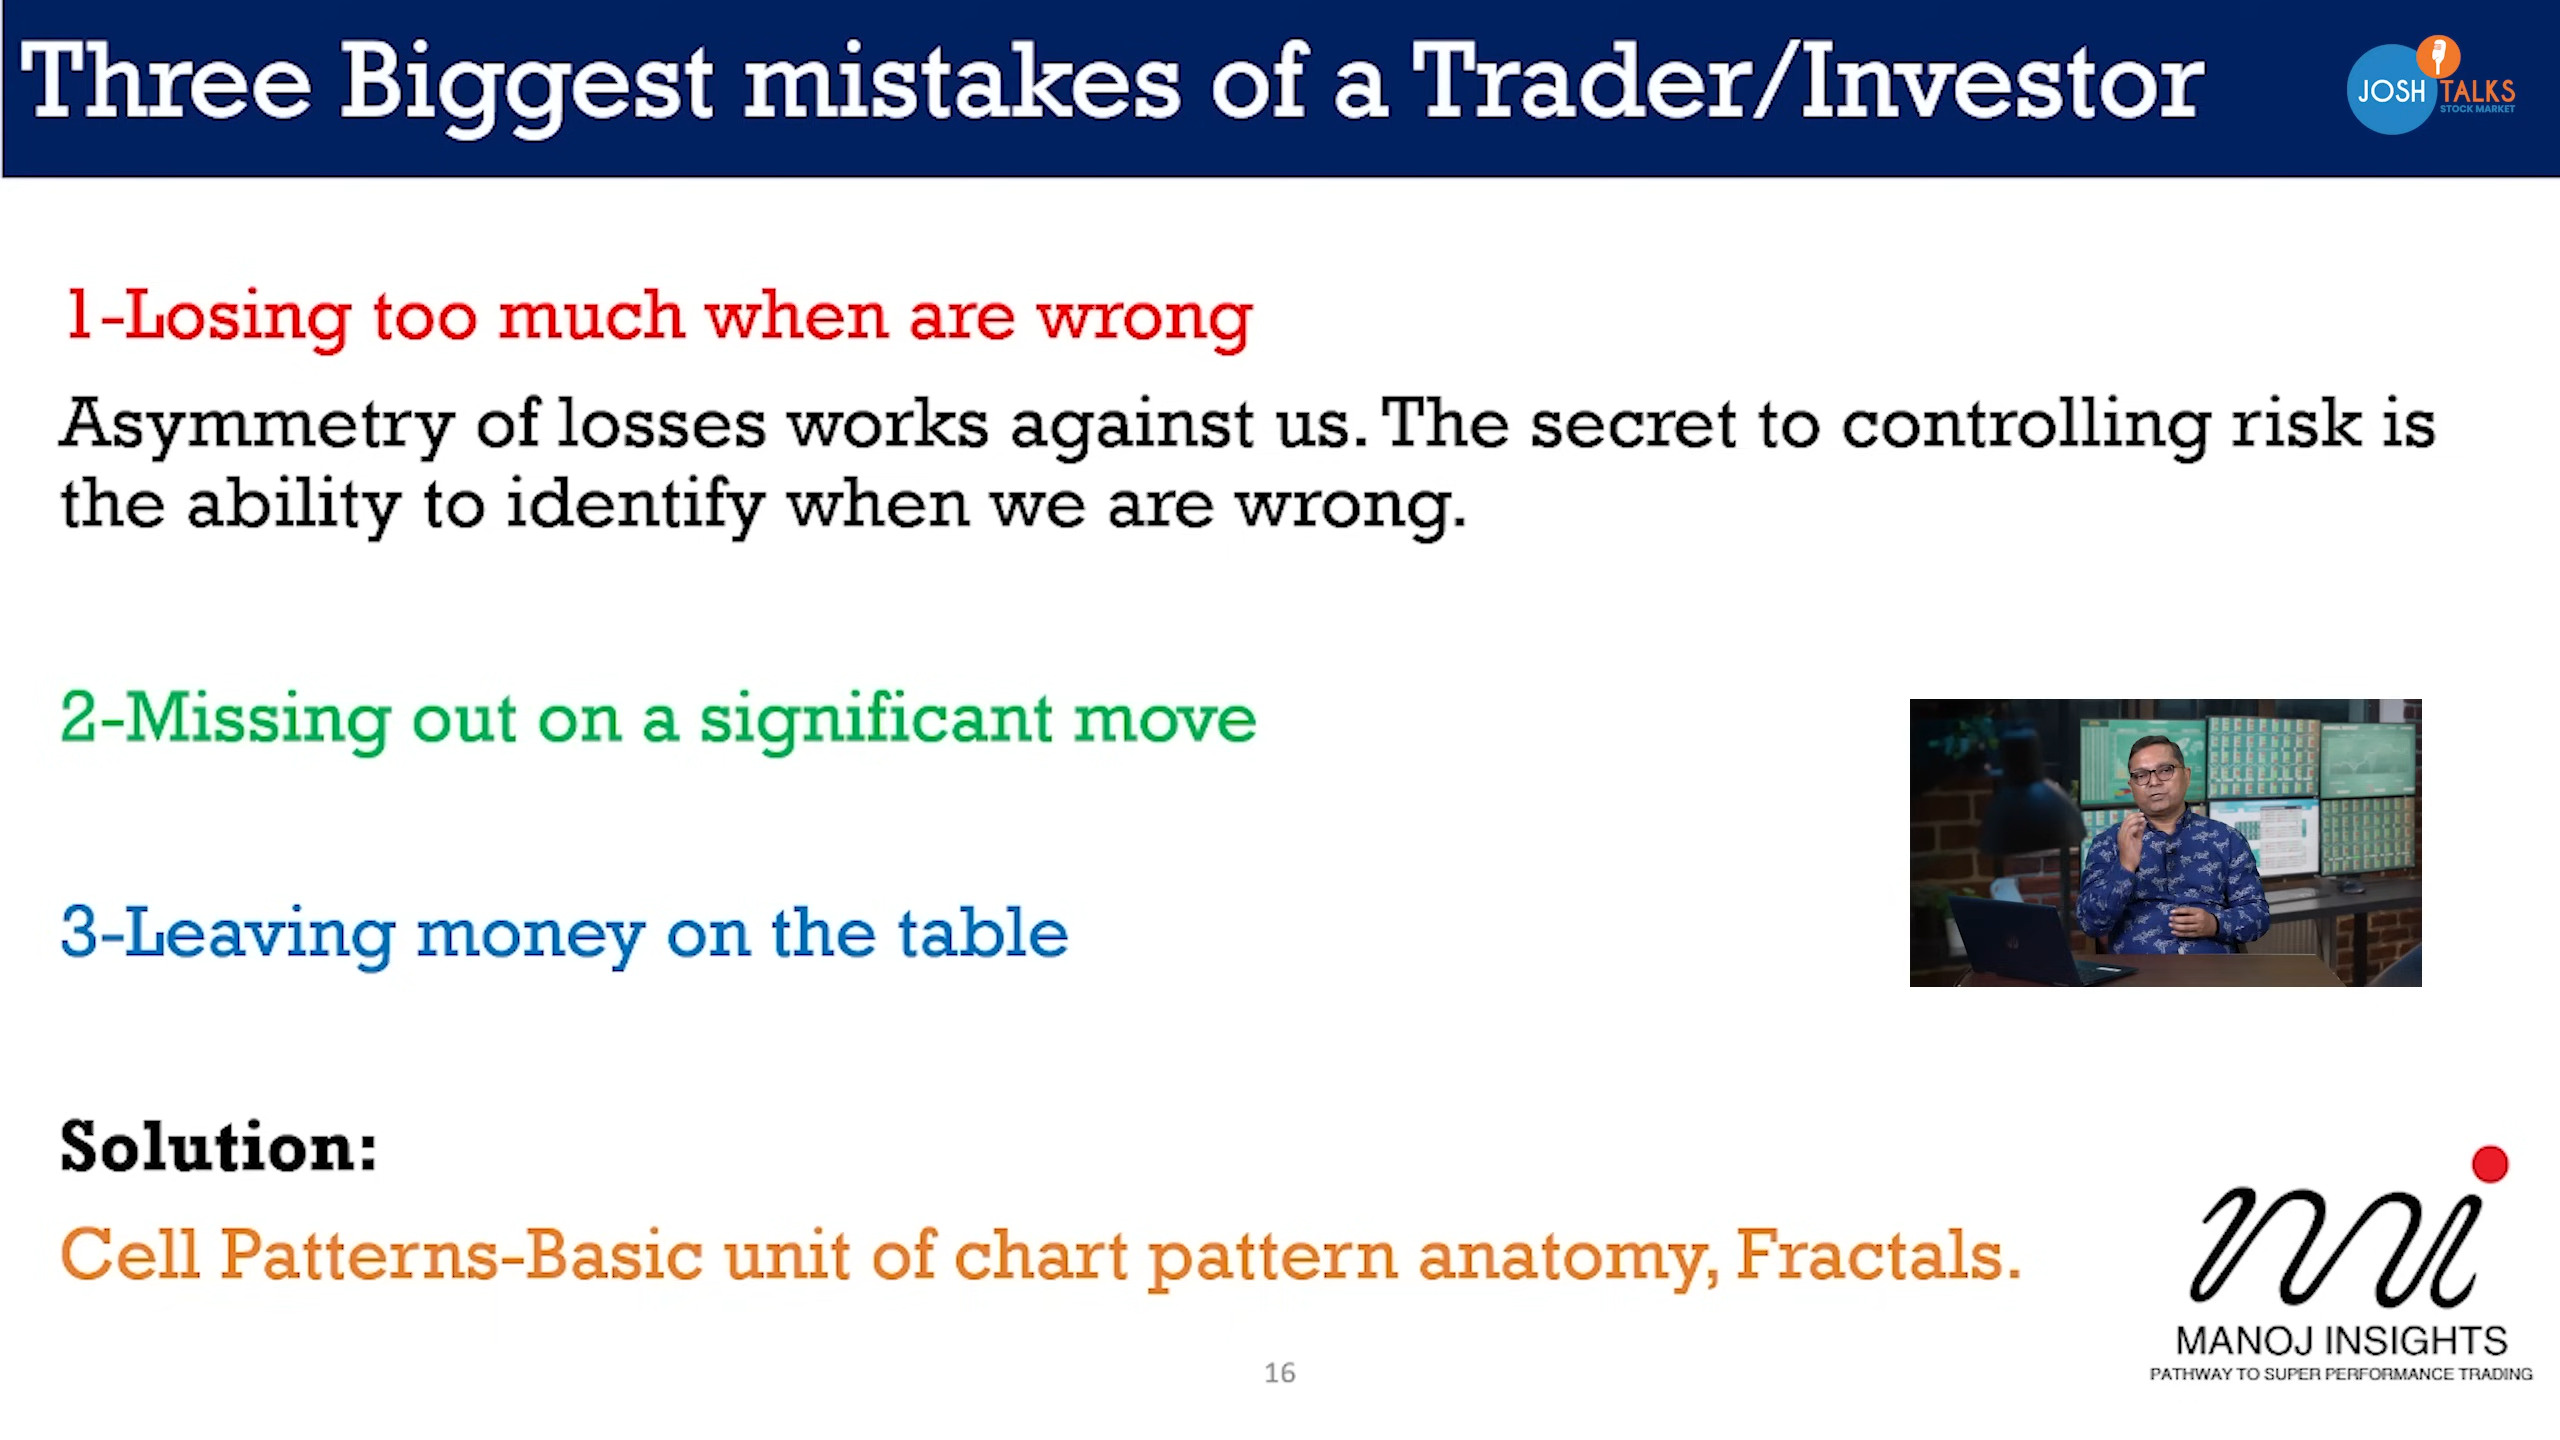 Three Biggest mistakes of a Trader/Investor
JOSH TALKS
STOCK MARKET
1-Losing too much when are wrong
Asymmetry of losses works against us. The secret to controlling risk is
the ability to identify when we are wrong.
2-Missing out on a significant move
3-Leaving money on the table
Solution:
Cell Patterns-Basic unit of chart pattern anatomy, Fractals.
mi
MANOJ INSIGHTS
PATHWAY TO SUPER PERFORMANCE TRADING
16